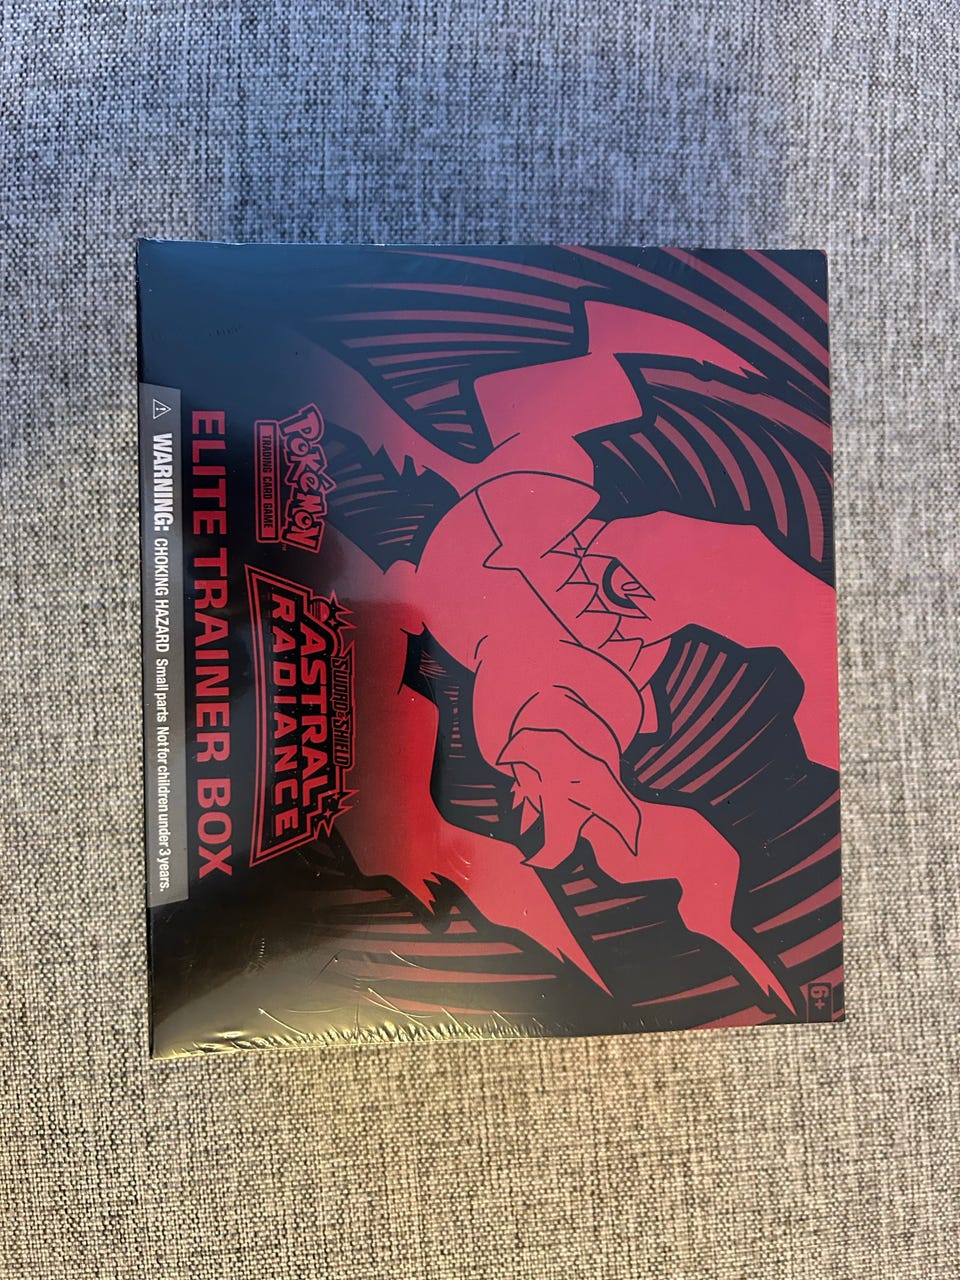 6+
POKéMON
TRADING CARD GAME
™
SWORD & SHIELD
ASTRAL
RADIANCE
ELITE TRAINER BOX
WARNING: CHOKING HAZARD Small parts Not for children under 3 years.